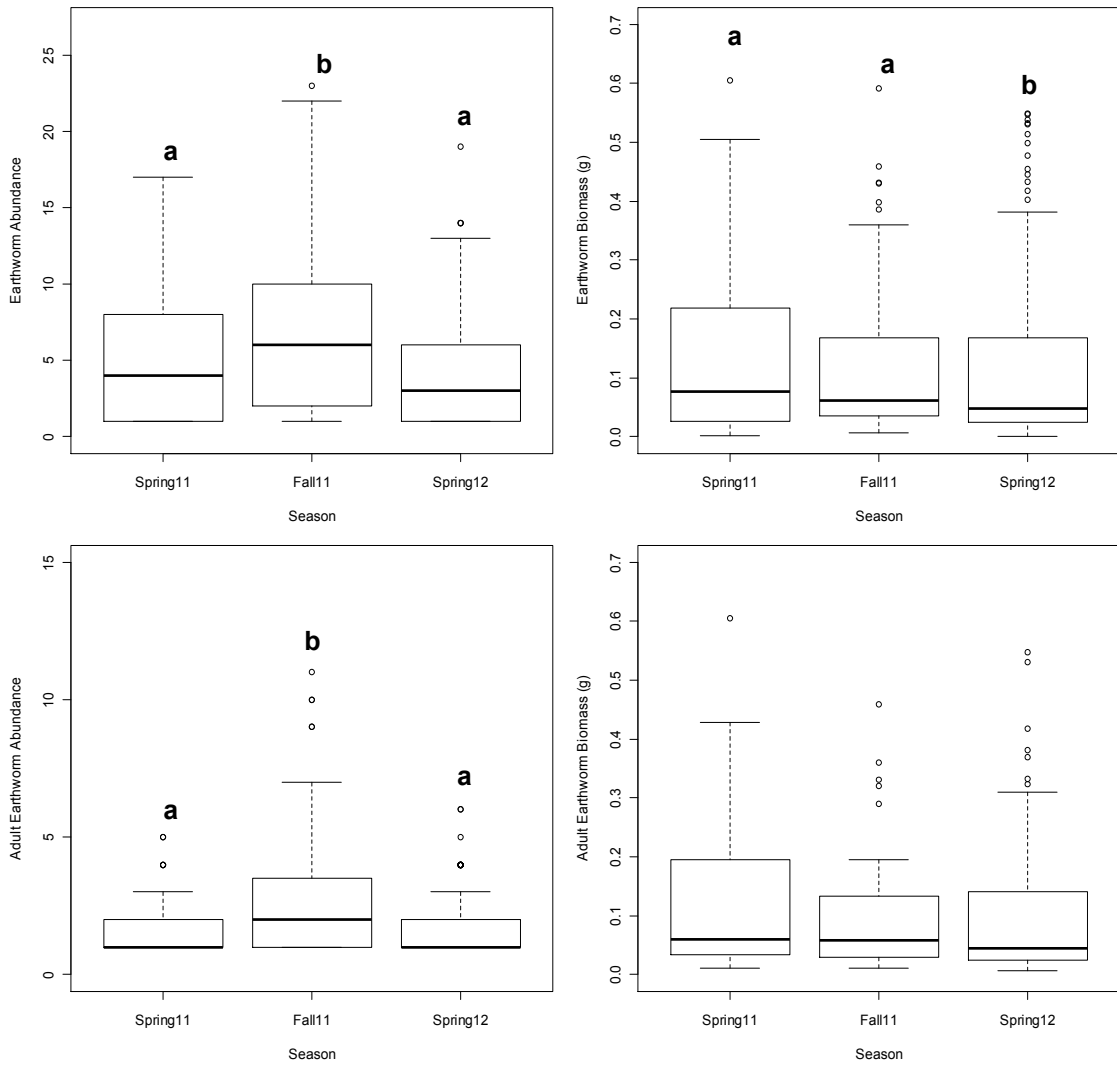 Earthworm Abundance
0 5 10 15 20 25
a b a
Spring11 Fall11 Spring12
Season
Earthworm Biomass (g)
0.0 0.1 0.2 0.3 0.4 0.5 0.6 0.7
a a b
Spring11 Fall11 Spring12
Season
Adult Earthworm Abundance
0 5 10 15
a b a
Spring11 Fall11 Spring12
Season
Adult Earthworm Biomass (g)
0.0 0.1 0.2 0.3 0.4 0.5 0.6 0.7
Spring11 Fall11 Spring12
Season